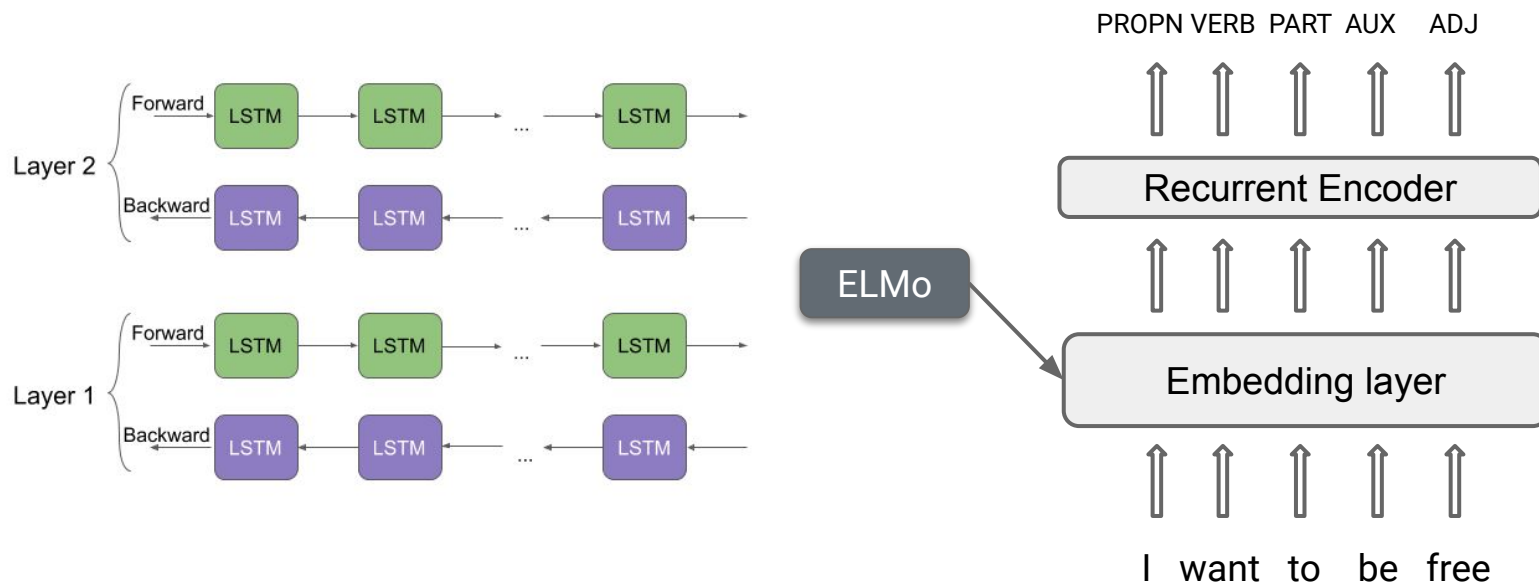 Forward
LSTM LSTM ... LSTM
Layer 2
Backward
LSTM LSTM ... LSTM
Forward
LSTM LSTM ... LSTM
Layer 1
Backward
LSTM LSTM ... LSTM
ELMo
PROPN VERB PART AUX ADJ
Recurrent Encoder
Embedding layer
I want to be free